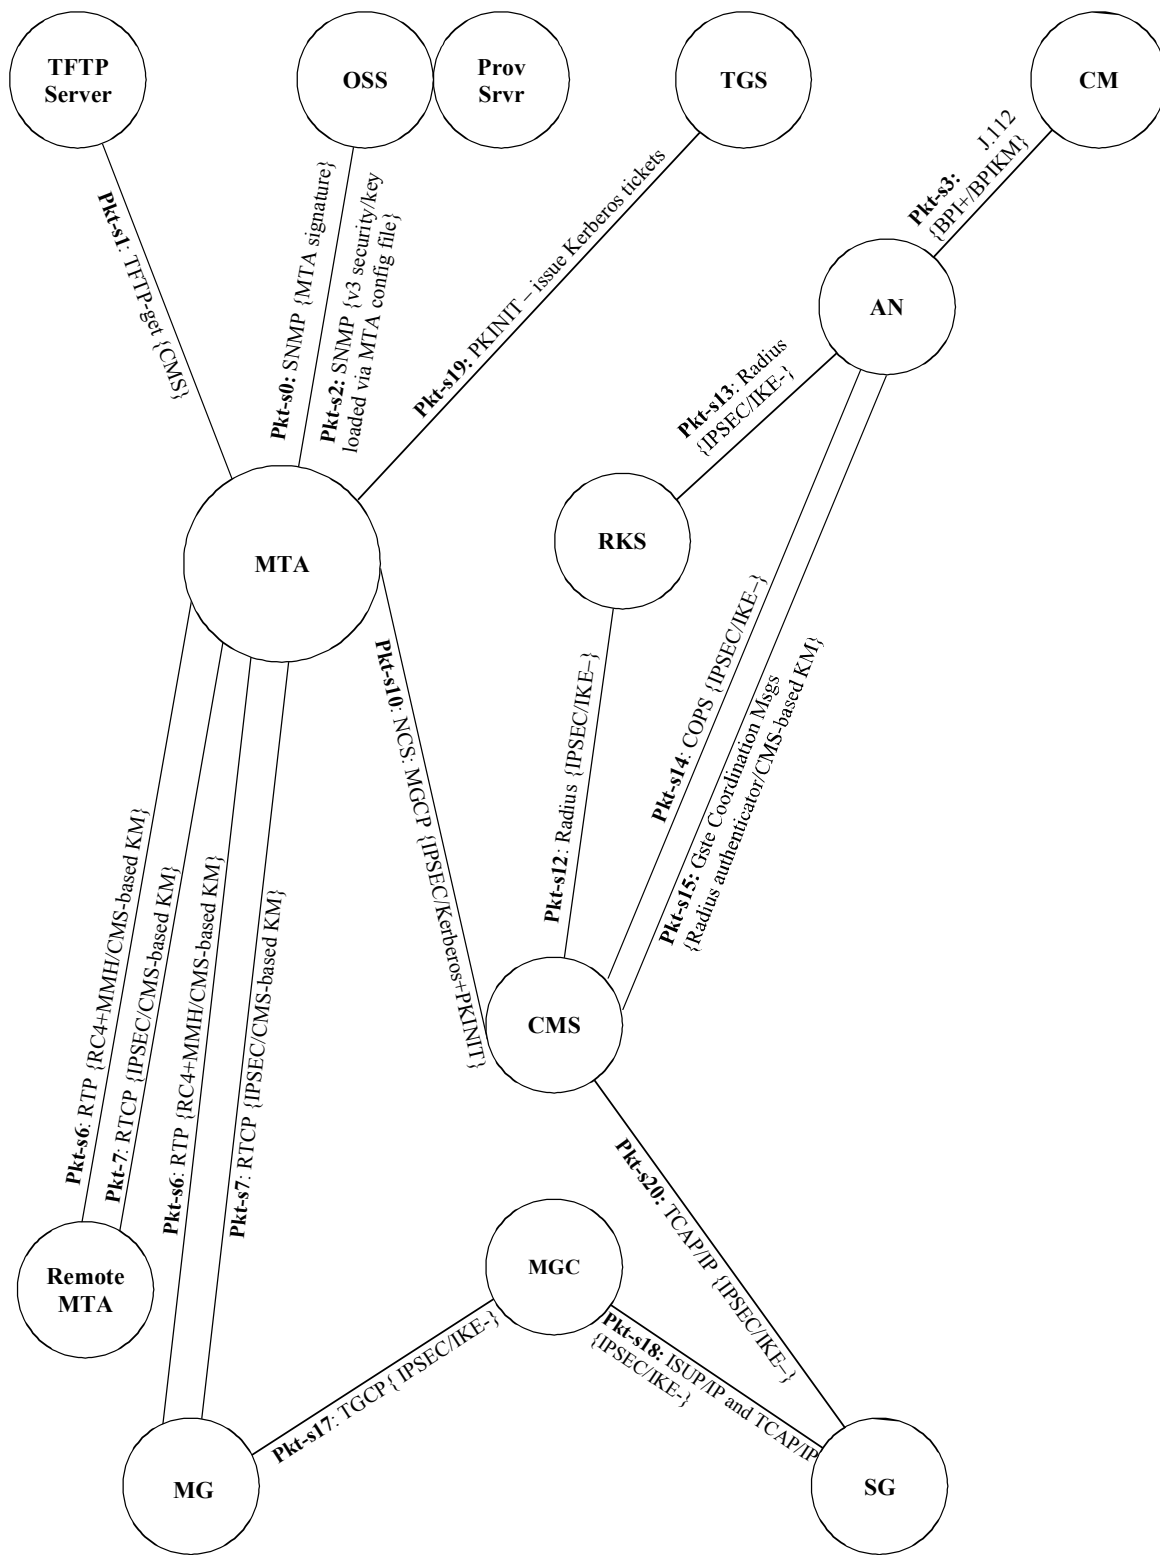 TFTP
Server
OSS
Prov
Srvr
TGS
CM
Pkt-s1: TFTP-get {CMS}
Pkt-s0: SNMP {MTA signature}
Pkt-s2: SNMP {v3 security/key
loaded via MTA config file}
Pkt-s19: PKINIT – issue Kerberos tickets
Pkt-s3: J.112
{BPI+/BPIKM}
AN
Pkt-s13: Radius
{IPSEC/IKE-}
MTA
RKS
Pkt-s10: NCS: MGCP {IPSEC/Kerberos+PKINIT}
Pkt-s12: Radius {IPSEC/IKE–}
Pkt-s14: COPS {IPSEC/IKE–}
Pkt-s15: Gste Coordination Msgs
{Radius authenticator/CMS-based KM}
Pkt-s6: RTP {RC4+MMH/CMS-based KM}
Pkt-7: RTCP {IPSEC/CMS-based KM}
Pkt-s6: RTP {RC4+MMH/CMS-based KM}
Pkt-s7: RTCP {IPSEC/CMS-based KM}
CMS
Pkt-s20: TCAP/IP {IPSEC/IKE–}
Remote
MTA
MGC
Pkt-s17: TGCP{ IPSEC/IKE-}
Pkt-s18: ISUP/IP and TCAP/IP
{IPSEC/IKE-}
MG
SG